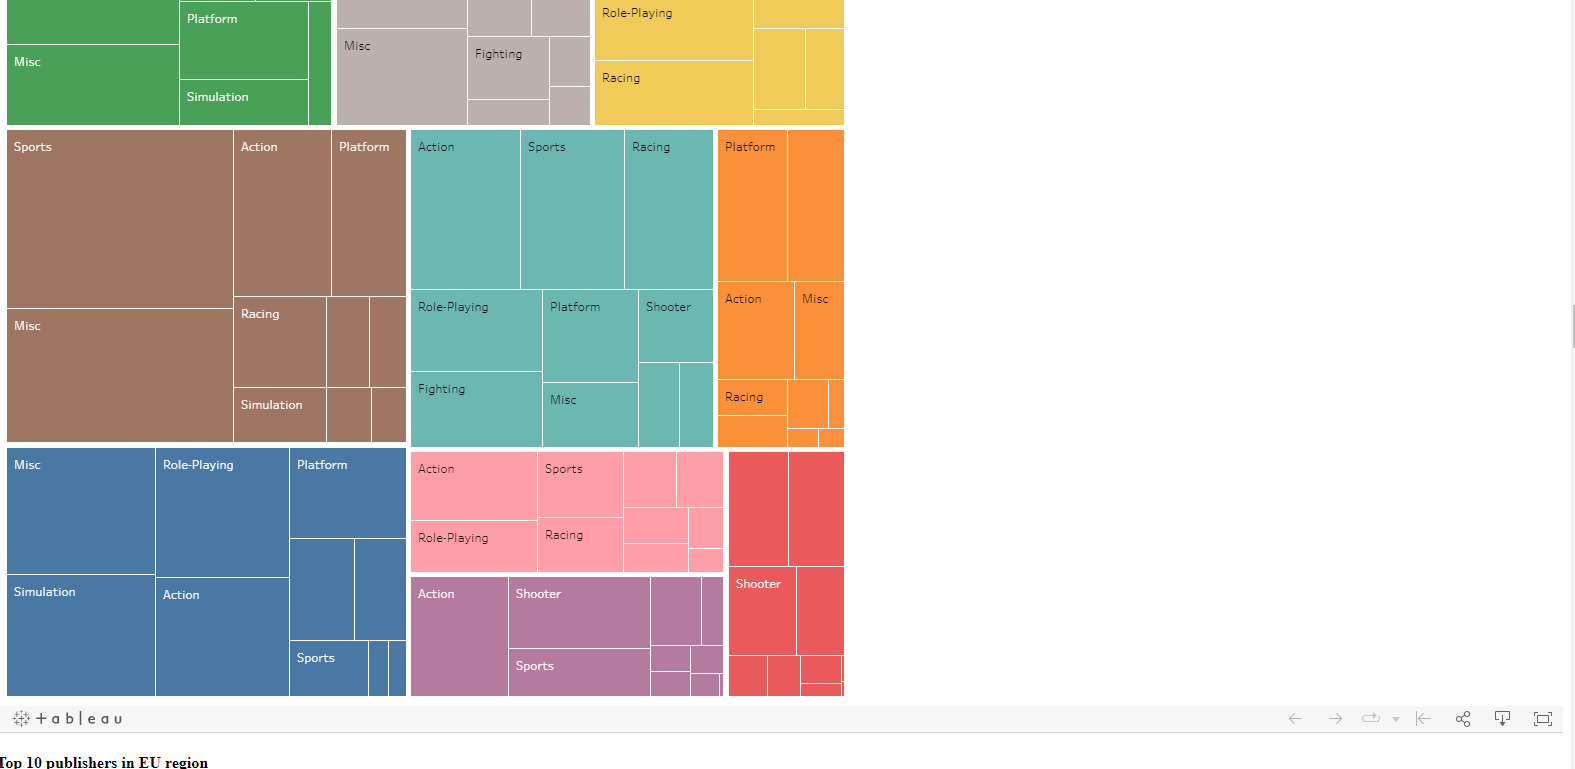 Platform
Misc
Simulation
Misc
Fighting
Role-Playing
Racing
Sports
Action
Platform
Misc
Racing
Simulation
Action
Sports
Racing
Role-Playing
Platform
Shooter
Fighting
Misc
Platform
Action
Misc
Racing
Misc
Role-Playing
Platform
Simulation
Action
Sports
Action
Sports
Role-Playing
Racing
Action
Shooter
Sports
Shooter
+ableau
Top 10 publishers in EU region